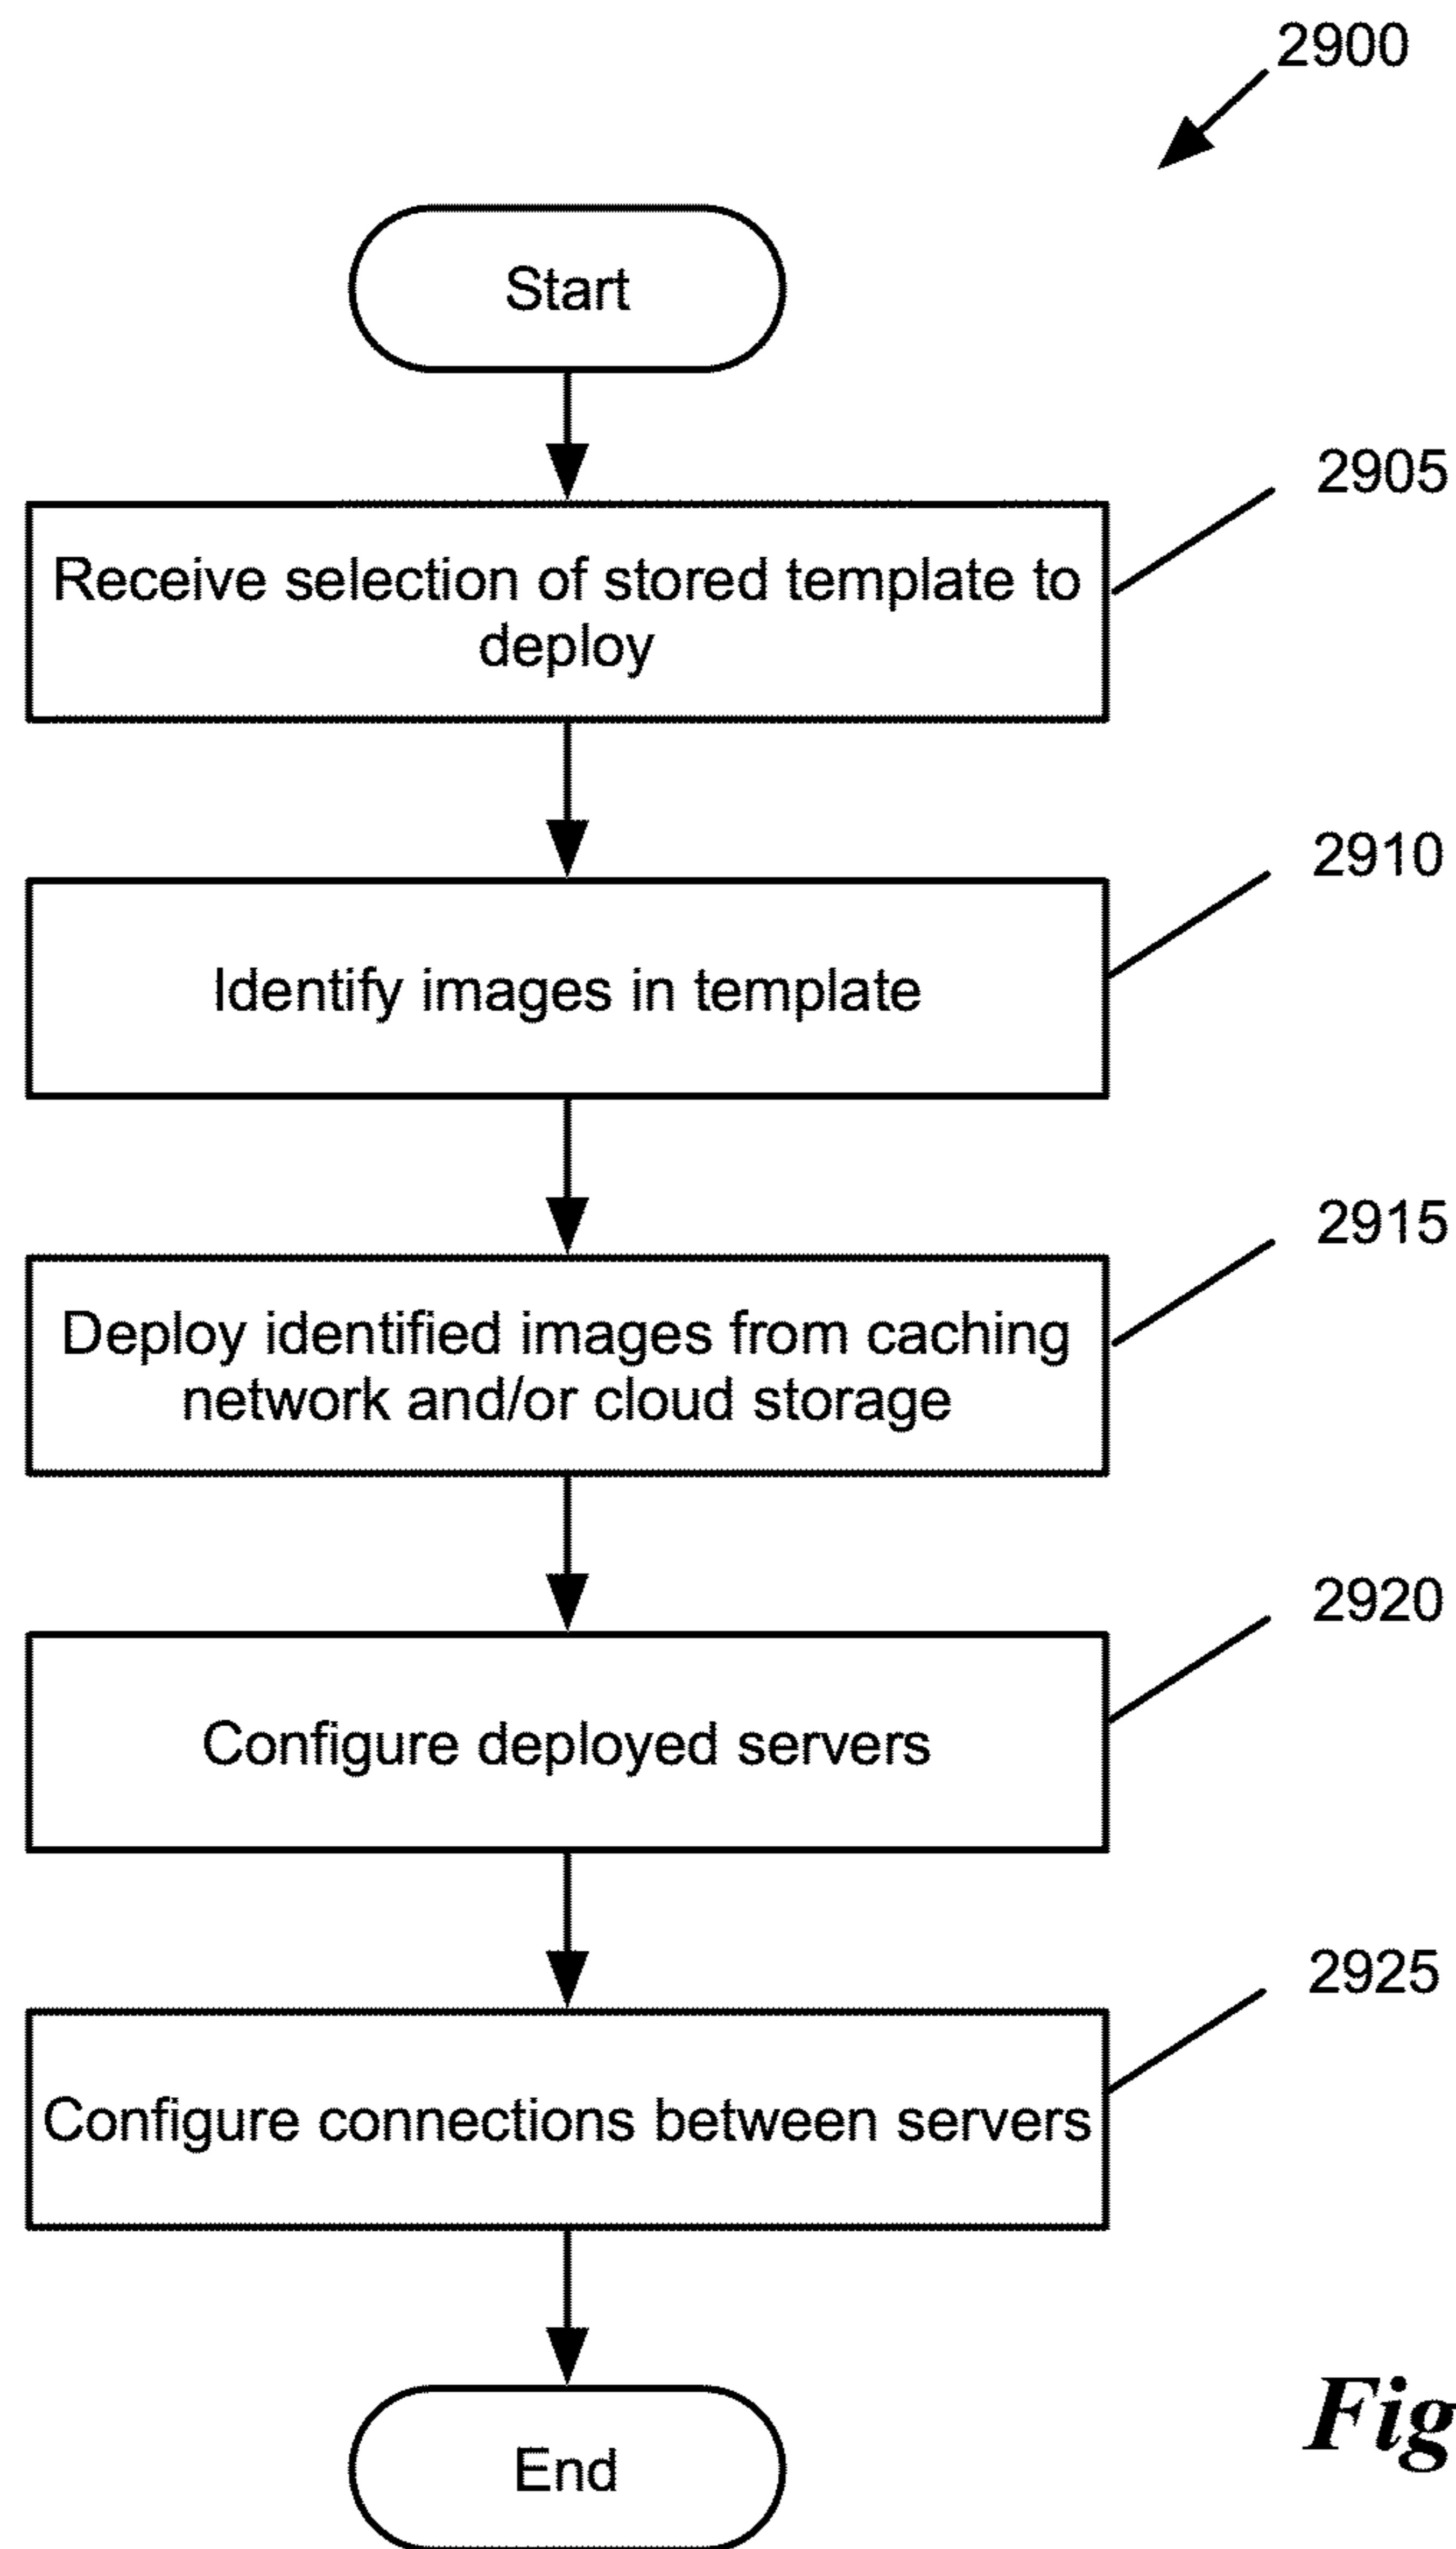 2900
Start
2905
Receive selection of stored template to
deploy
2910
Identify images in template
2915
Deploy identified images from caching
network and/or cloud storage
2920
Configure deployed servers
2925
Configure connections between servers
End
Fig